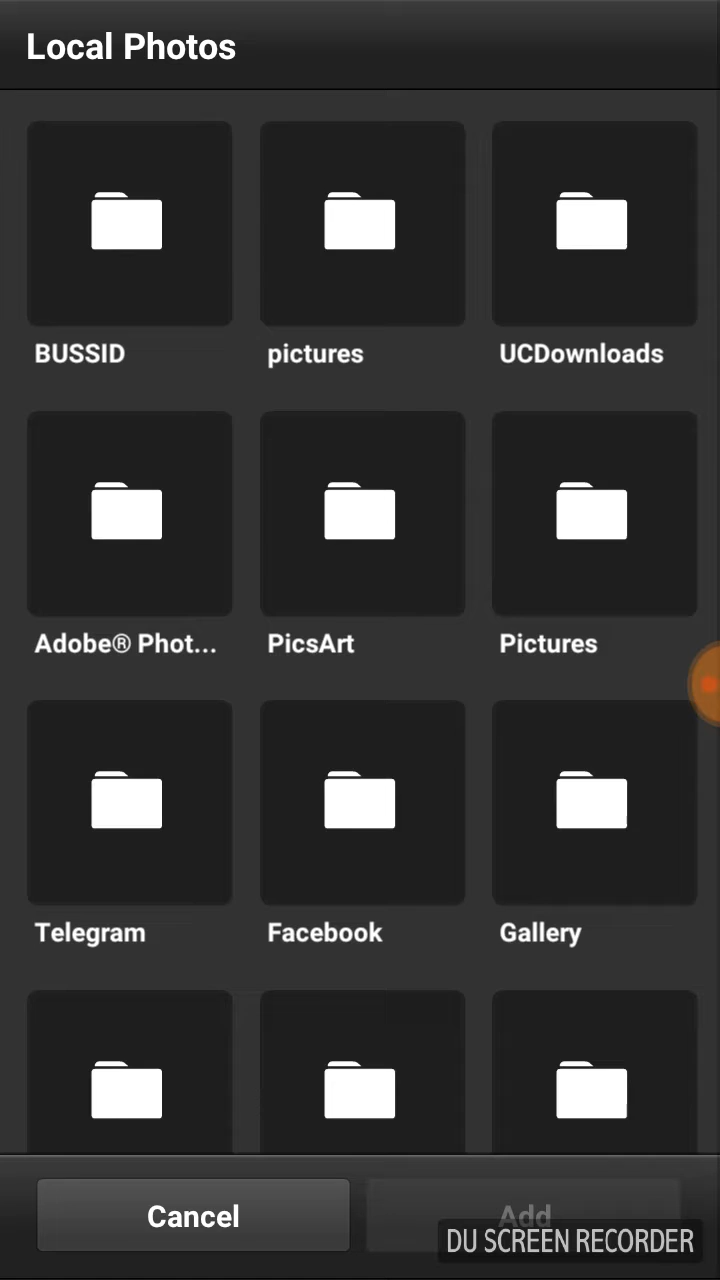 Local Photos
BUSSID pictures UCDownloads
Adobe® Phot... PicsArt Pictures
Telegram Facebook Gallery
Cancel Add
DU SCREEN RECORDER